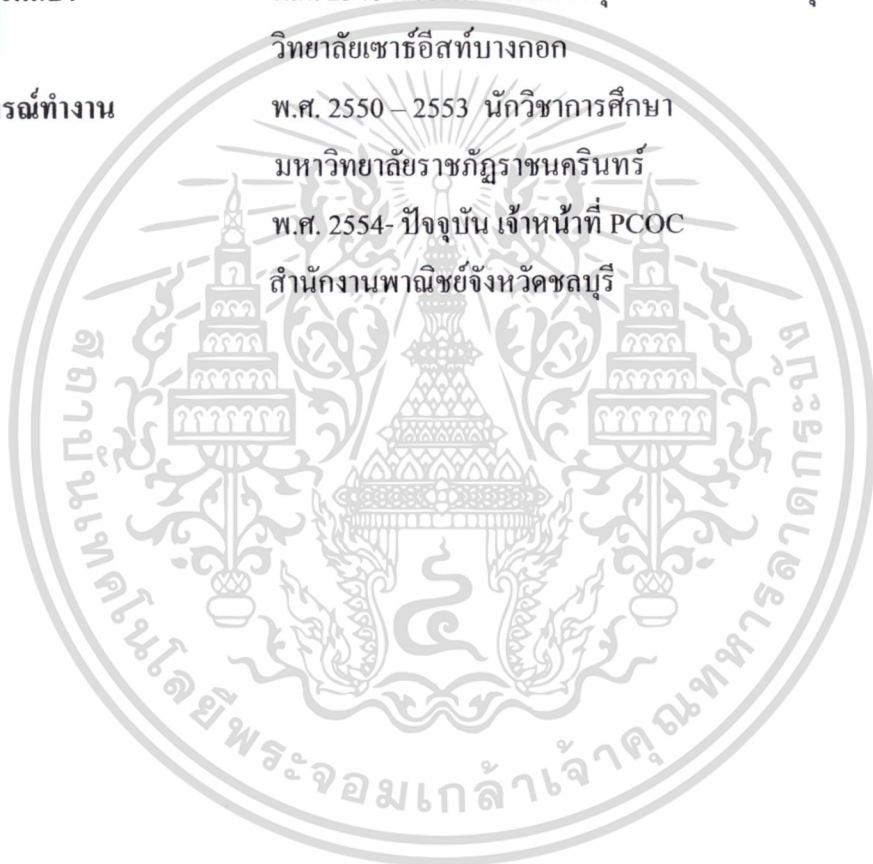 วิทยาลัยเซาธ์อีสท์บางกอก
รณ์ทำงาน พ.ศ. 2550 – 2553 นักวิชาการศึกษา
มหาวิทยาลัยราชภัฏราชนครินทร์
พ.ศ. 2554- ปัจจุบัน เจ้าหน้าที่ PCOC
สำนักงานพาณิชย์จังหวัดชลบุรี
สถาบันเทคโนโลยีพระจอมเกล้าเจ้าคุณทหารลาดกระบัง